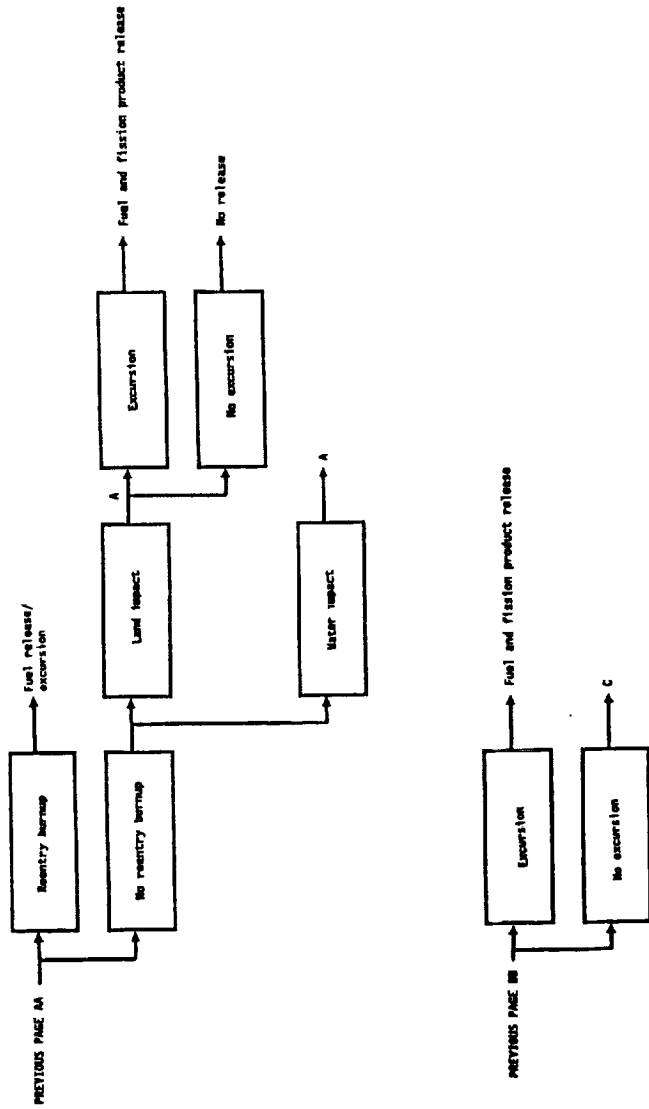 PREVIOUS PAGE AA
Reentry burnup
Fuel release/
excursion
No reentry burnup
Land impact
A
Excursion
Fuel and fission product release
No excursion
No release
Water impact
A
PREVIOUS PAGE BB
Excursion
Fuel and fission product release
No excursion
C